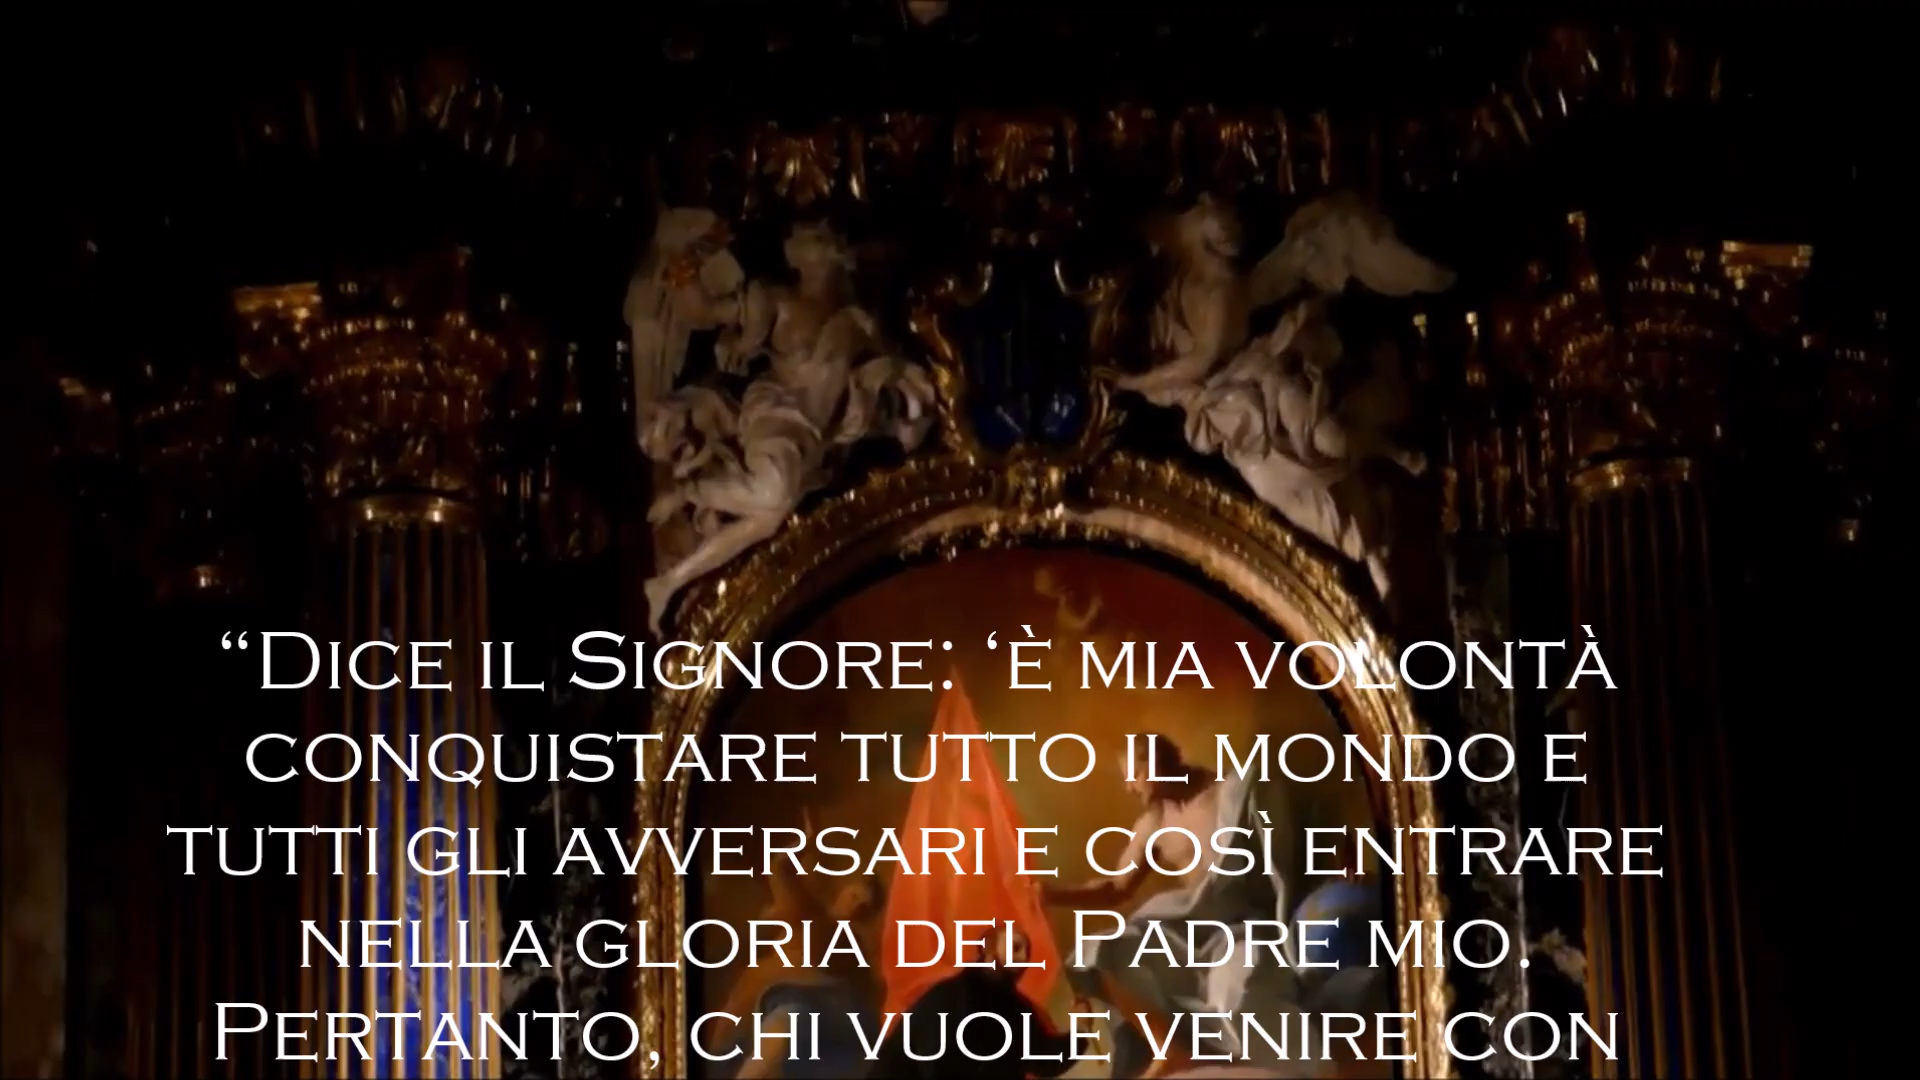 “Dice il Signore: ‘è mia volontà
conquistare tutto il mondo e
tutti gli avversari e così entrare
nella gloria del Padre mio.
Pertanto, chi vuole venire con